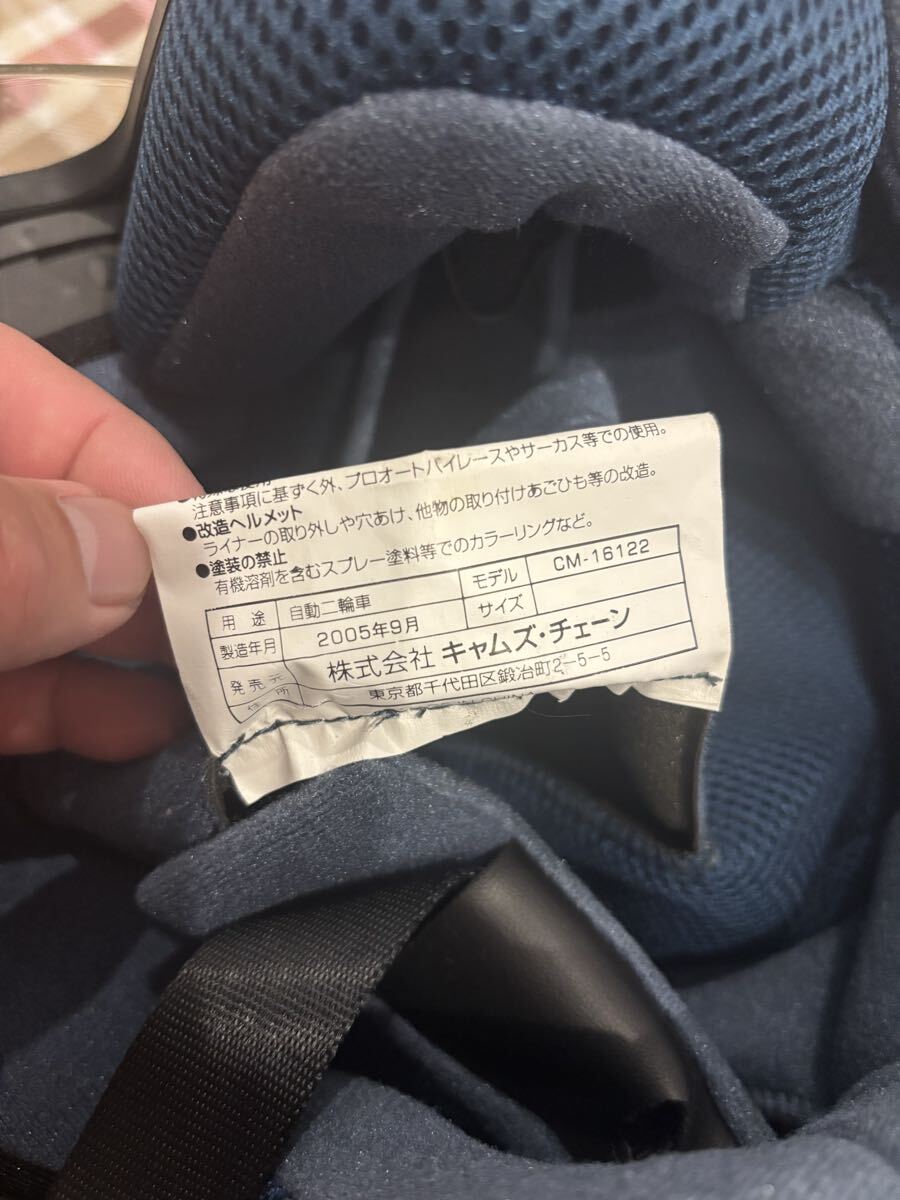 注意事項に基ずく外、プロオートバイレースやサーカス等での使用。
●改造ヘルメット
ライナーの取り外しや穴あけ、他物の取り付けあごひも等の改造。
●塗装の禁止
有機溶剤を含むスプレー塗料等でのカラーリングなど。
用途 自動二輪車 モデル CM-16122
製造年月 2005年9月 サイズ
発売元 株式会社 キャムズ・チェーン
住所 東京都千代田区鍛冶町2-5-5